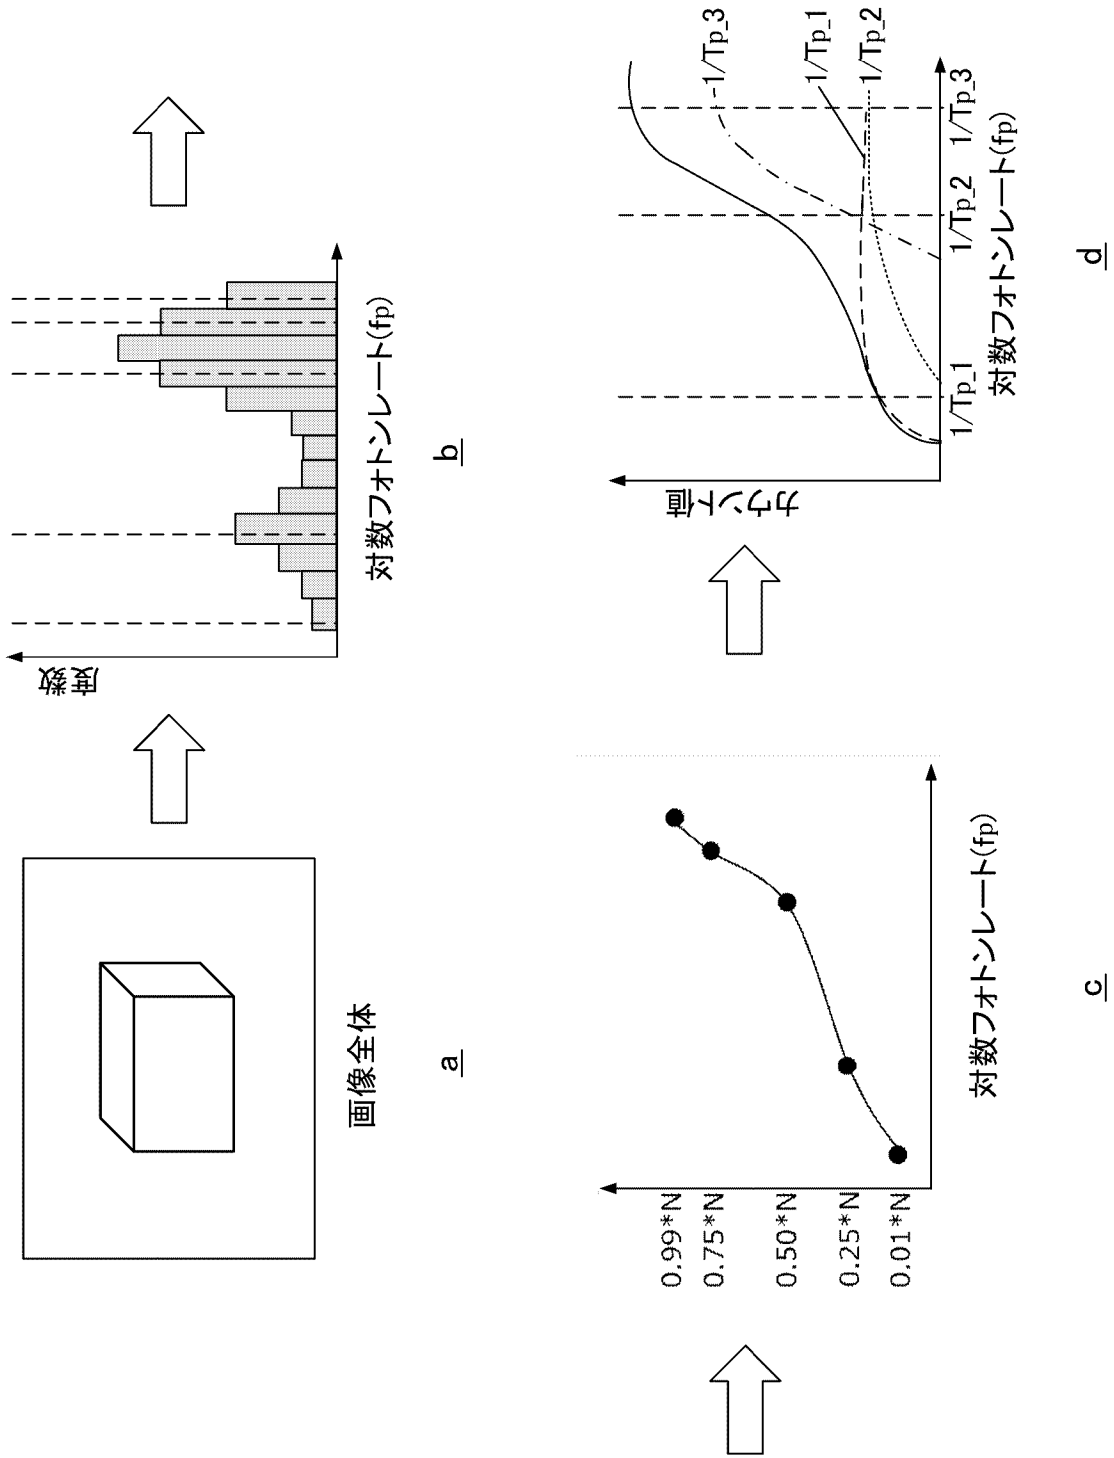 画像全体
a
度数
対数フォトンレート(fp)
b
0.99*N
0.75*N
0.50*N
0.25*N
0.01*N
対数フォトンレート(fp)
c
カウント値
1/Tp_3
1/Tp_1
1/Tp_2
1/Tp_1
1/Tp_2
1/Tp_3
対数フォトンレート(fp)
d